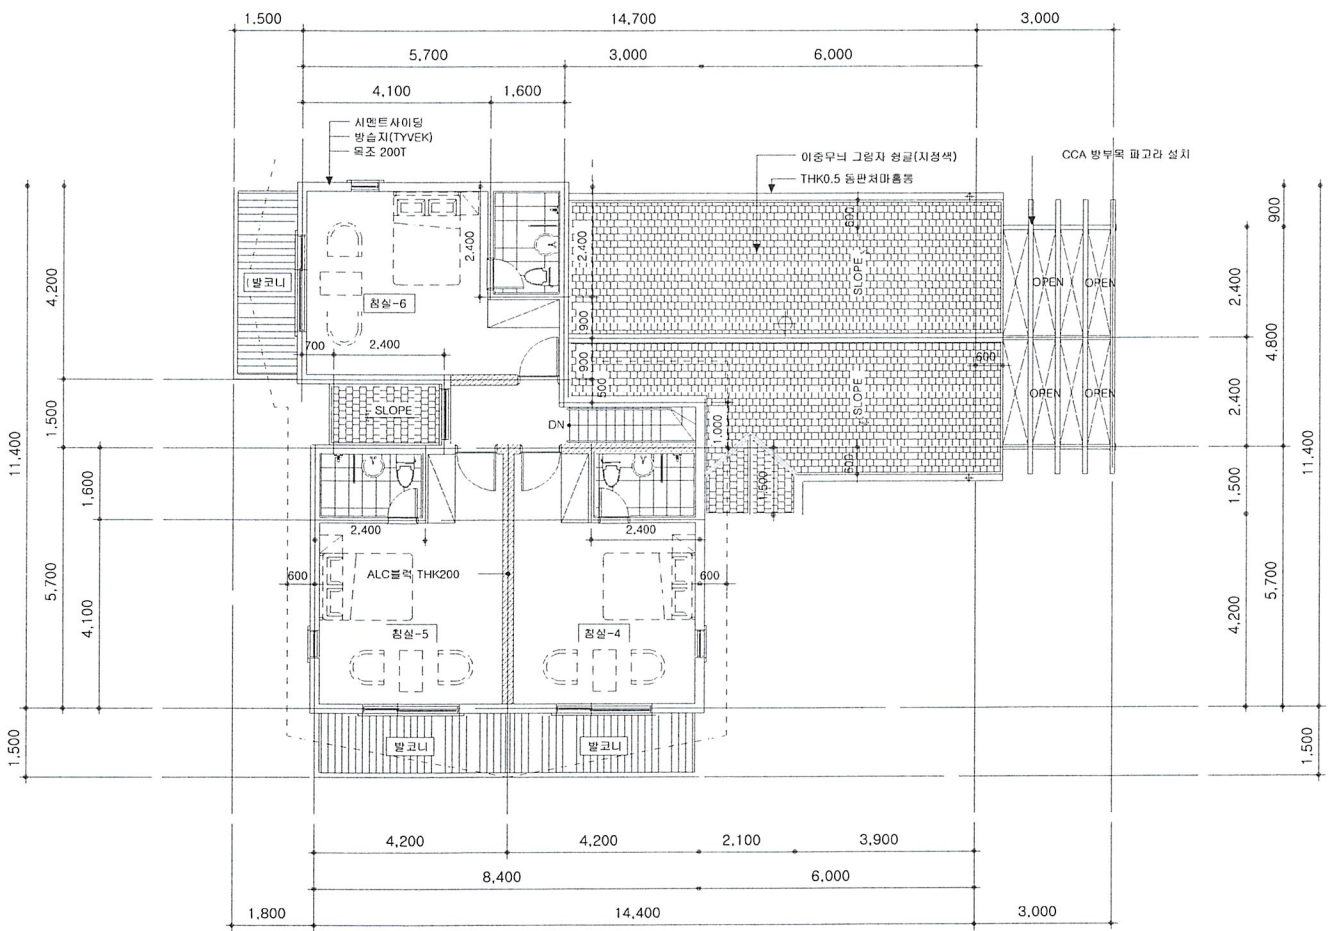 1.500
14,700
3,000
5,700
3,000
6,000
4,100
1,600
시멘트사이딩
방습지(TYVEK)
목조 200T
이중무늬 그림자 슁글(지정색)
THK0.5 동판처마홈통
CCA 방부목 파고라 설치
900
600
2,400
2,400
SLOPE
발코니
침실-6
OPEN
OPEN
2.400
4,200
4.800
900
700
2,400
900
600
500
SLOPE
SLOPE
OPEN
OPEN
2.400
1.500
DN
1,000
600
11,400
11.400
1.600
1.500
1.500
2,400
2,400
600
ALC블럭 THK200
600
5,700
5,700
4,100
4,200
침실-5
침실-4
발코니
발코니
1.500
1.500
4,200
4,200
2,100
3,900
8,400
6,000
1,800
14,400
3,000